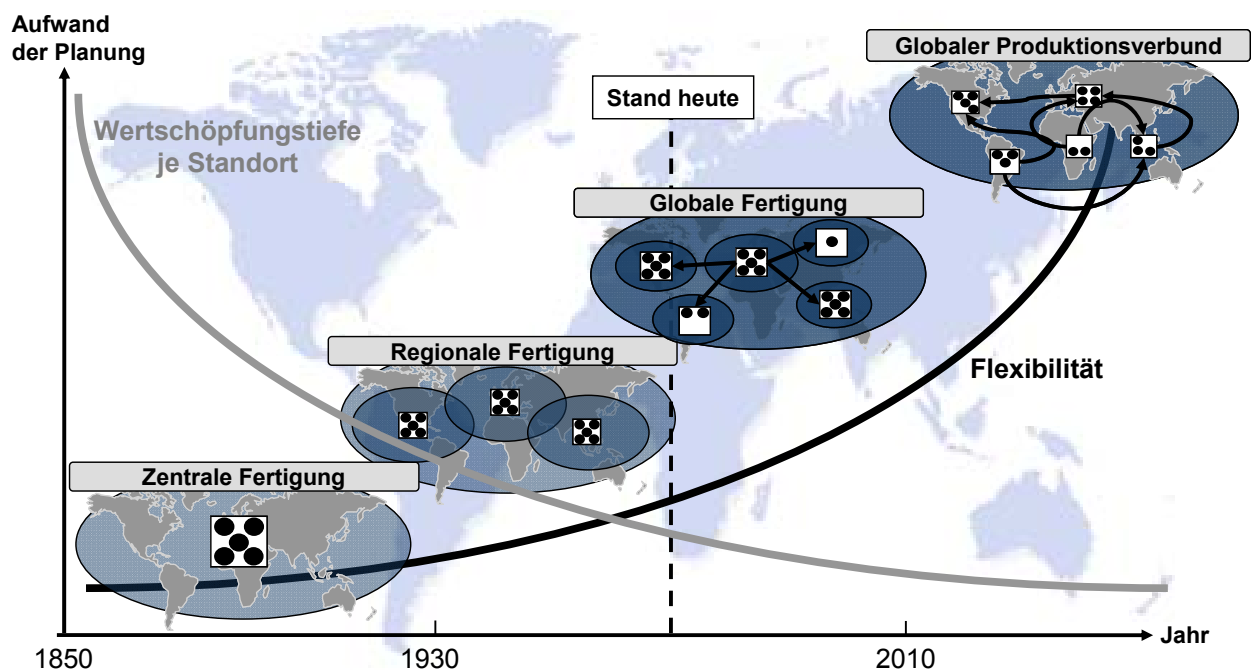 Aufwand
der Planung
Globaler Produktionsverbund
Stand heute
Wertschöpfungstiefe
je Standort
Globale Fertigung
Regionale Fertigung
Flexibilität
Zentrale Fertigung
Jahr
1850
1930
2010